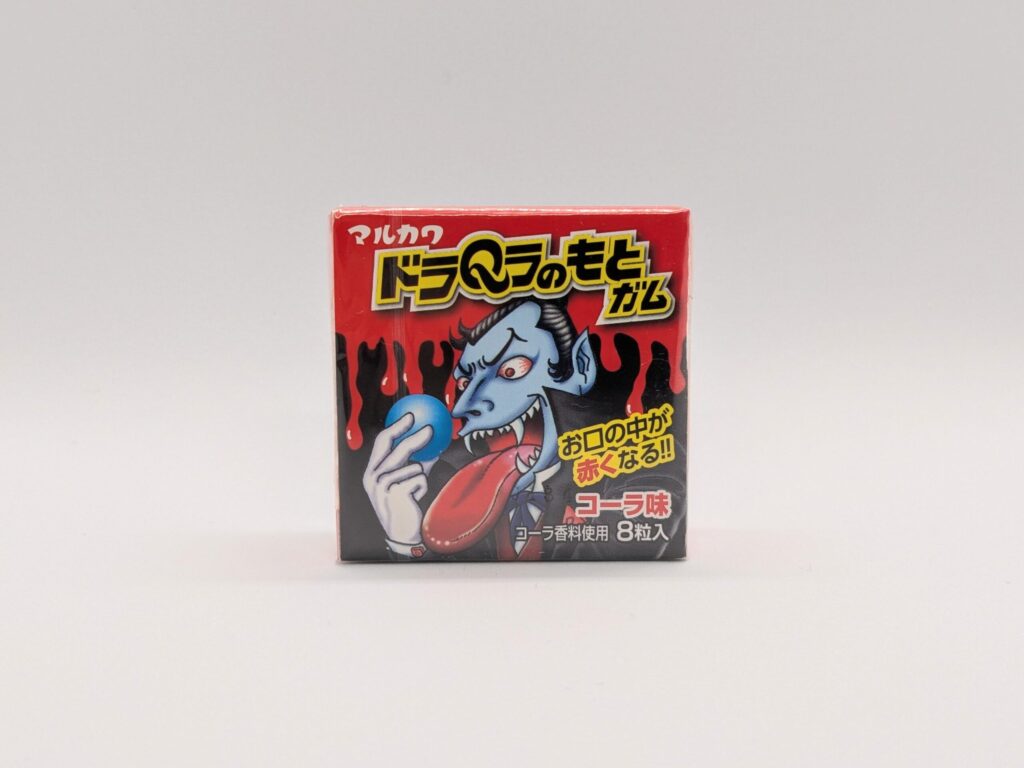 マルカワ
ドラQラのもと
ガム
お口の中が
赤くなる!!
コーラ味
コーラ香料使用 8粒入